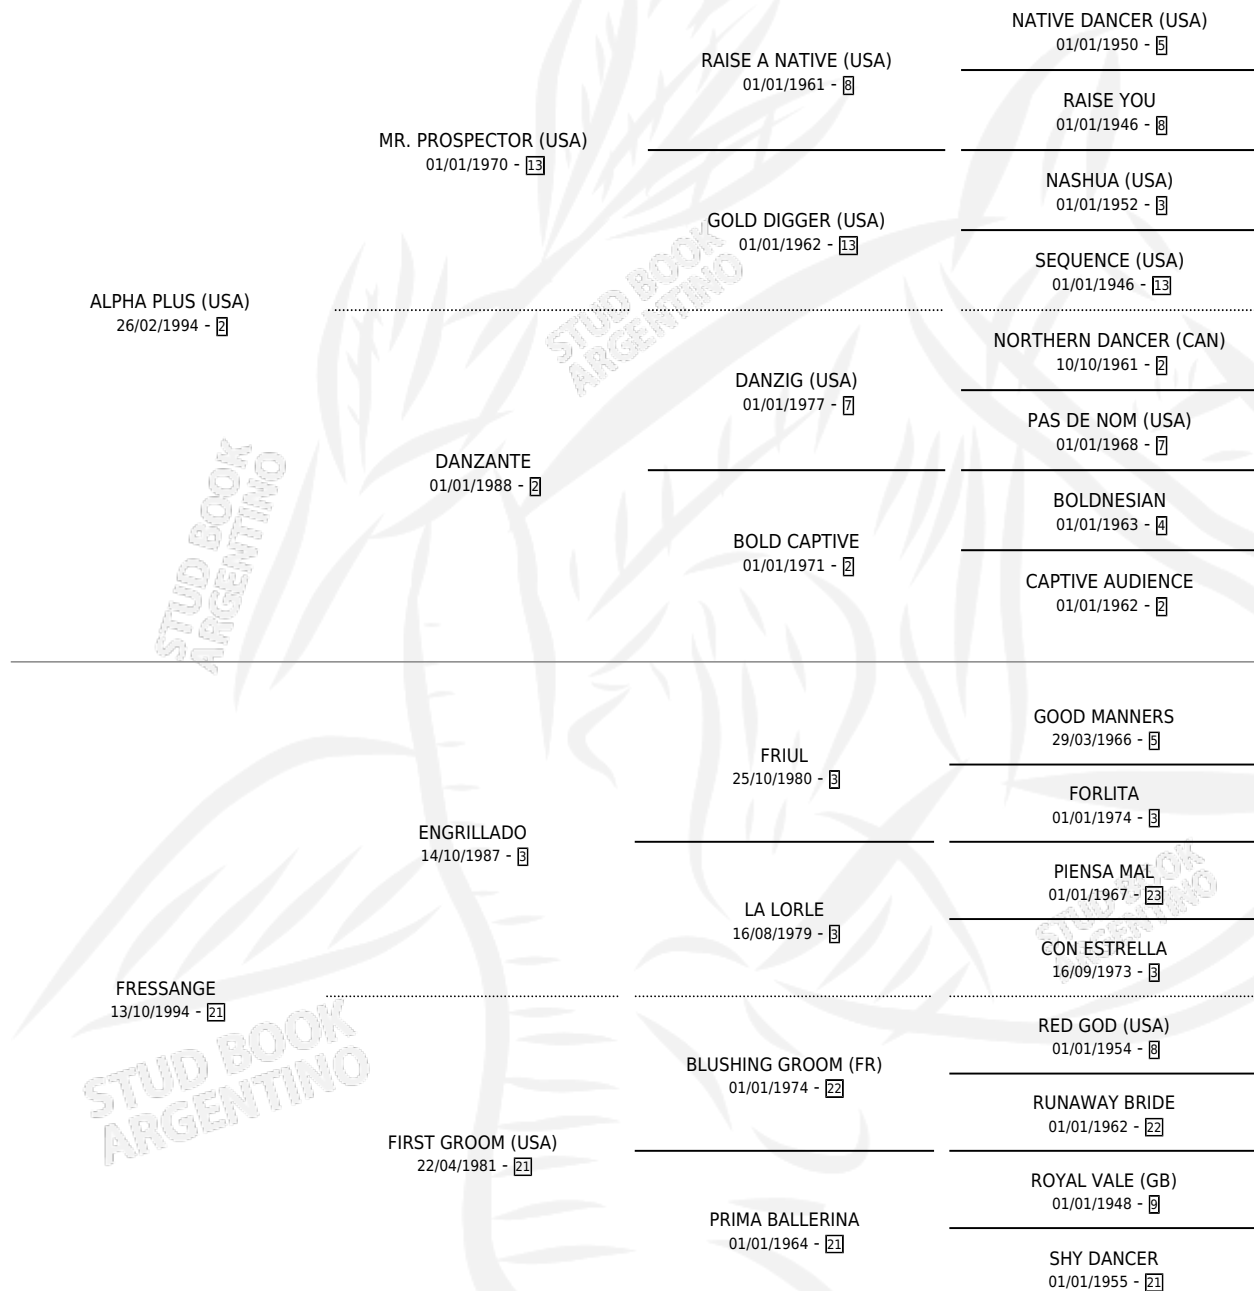 NATIVE DANCER (USA)
01/01/1950 - 5
RAISE A NATIVE (USA)
01/01/1961 - 8
RAISE YOU
01/01/1946 - 8
MR. PROSPECTOR (USA)
01/01/1970 - 13
NASHUA (USA)
01/01/1952 - 3
GOLD DIGGER (USA)
01/01/1962 - 13
SEQUENCE (USA)
01/01/1946 - 13
ALPHA PLUS (USA)
26/02/1994 - 2
NORTHERN DANCER (CAN)
10/10/1961 - 2
DANZIG (USA)
01/01/1977 - 7
PAS DE NOM (USA)
01/01/1968 - 7
DANZANTE
01/01/1988 - 2
BOLDNESIAN
01/01/1963 - 4
BOLD CAPTIVE
01/01/1971 - 2
CAPTIVE AUDIENCE
01/01/1962 - 2
GOOD MANNERS
29/03/1966 - 5
FRIUL
25/10/1980 - 3
FORLITA
01/01/1974 - 3
ENGRILLADO
14/10/1987 - 3
PIENSA MAL
01/01/1967 - 23
LA LORLE
16/08/1979 - 3
CON ESTRELLA
16/09/1973 - 3
FRESSANGE
13/10/1994 - 21
RED GOD (USA)
01/01/1954 - 8
BLUSHING GROOM (FR)
01/01/1974 - 22
RUNAWAY BRIDE
01/01/1962 - 22
FIRST GROOM (USA)
22/04/1981 - 21
ROYAL VALE (GB)
01/01/1948 - 9
PRIMA BALLERINA
01/01/1964 - 21
SHY DANCER
01/01/1955 - 21
STUD BOOK
ARGENTINO
STUD BOOK
ARGENTINO
STUD BOOK
ARGENTINO
STUD BOOK
ARGENTINO